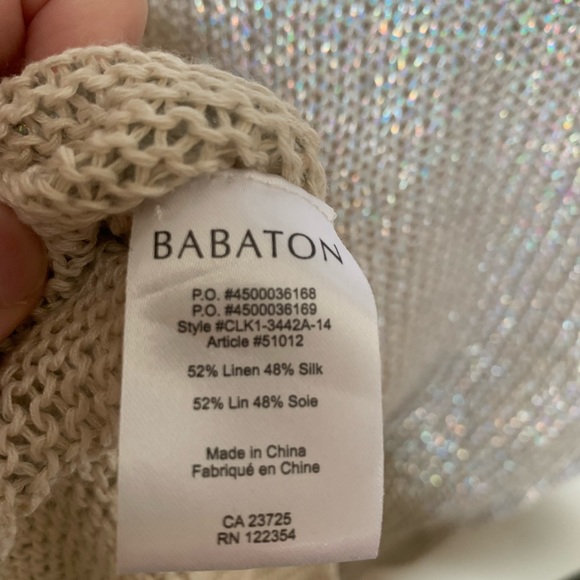 BABATON
P.O. #4500036168
P.O. #4500036169
Style #CLK1-3442A-14
Article #51012
52% Linen 48% Silk
52% Lin 48% Soie
Made in China
Fabriqué en Chine
CA 23725
RN 122354